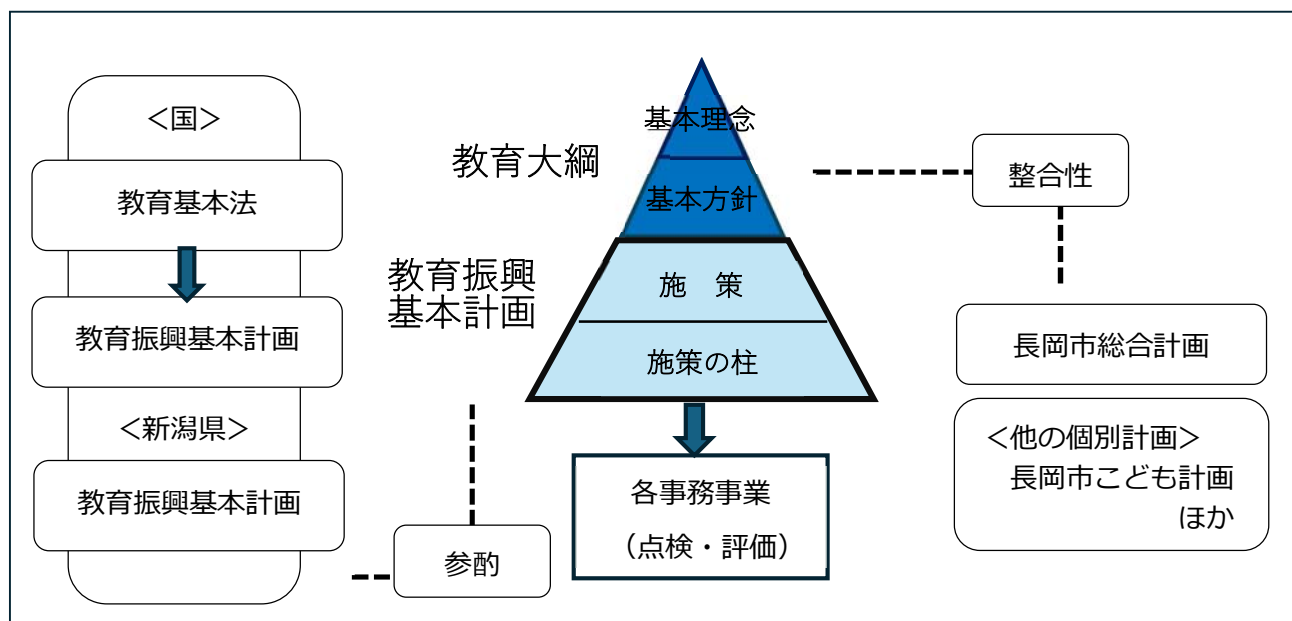 ＜国＞
教育基本法
教育振興基本計画
＜新潟県＞
教育振興基本計画
参酌
教育大綱
基本理念
基本方針
教育振興
基本計画
施　策
施策の柱
各事務事業
（点検・評価）
整合性
長岡市総合計画
＜他の個別計画＞
長岡市こども計画
ほか